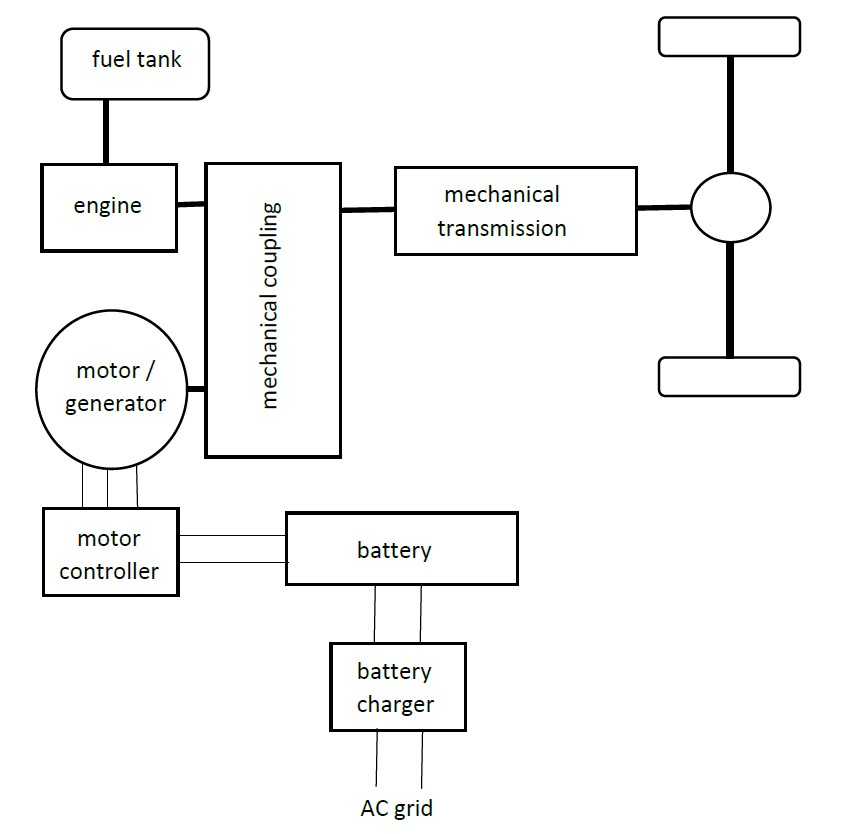 fuel tank
engine
mechanical coupling
mechanical
transmission
motor /
generator
motor
controller
battery
battery
charger
AC grid